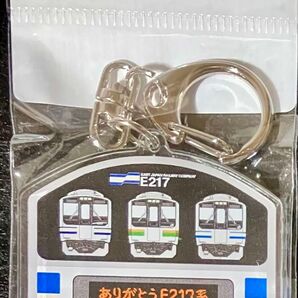 EAST JAPAN RAILWAY COMPANY
E217
ありがとうE217系